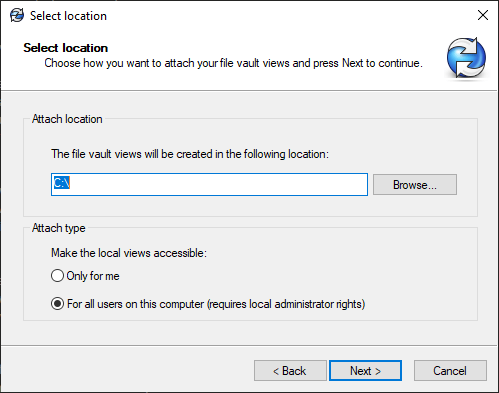 Select location
Select location
Choose how you want to attach your file vault views and press Next to continue.
Attach location
The file vault views will be created in the following location:
C:\
Browse...
Attach type
Make the local views accessible:
Only for me
For all users on this computer (requires local administrator rights)
< Back
Next >
Cancel